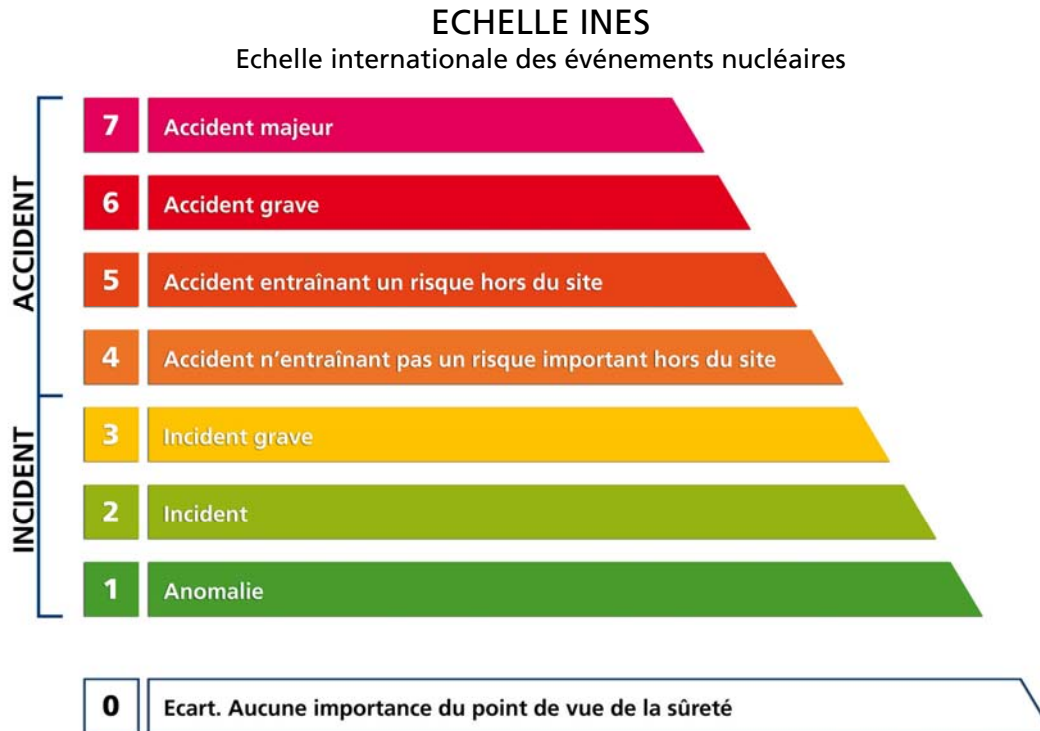 ECHELLE INES
Echelle internationale des événements nucléaires
ACCIDENT
7 Accident majeur
6 Accident grave
5 Accident entraînant un risque hors du site
4 Accident n’entraînant pas un risque important hors du site
INCIDENT
3 Incident grave
2 Incident
1 Anomalie
0 Ecart. Aucune importance du point de vue de la sûreté